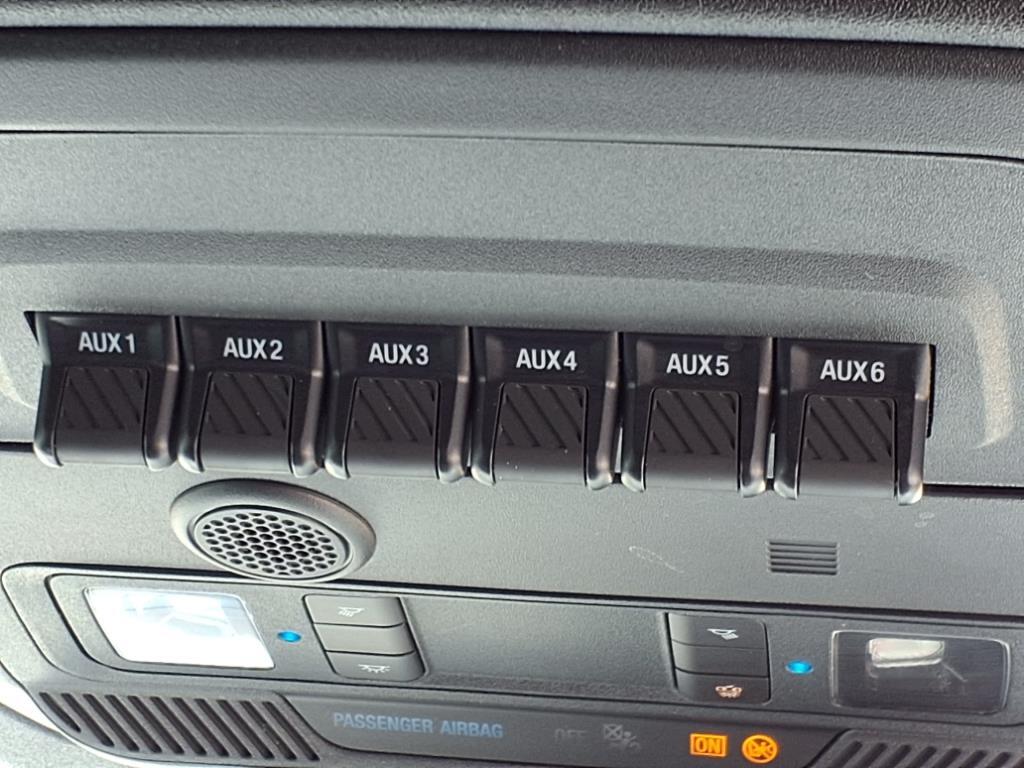 AUX1 AUX2 AUX3 AUX4 AUX5 AUX6
PASSENGER AIRBAG OFF ON